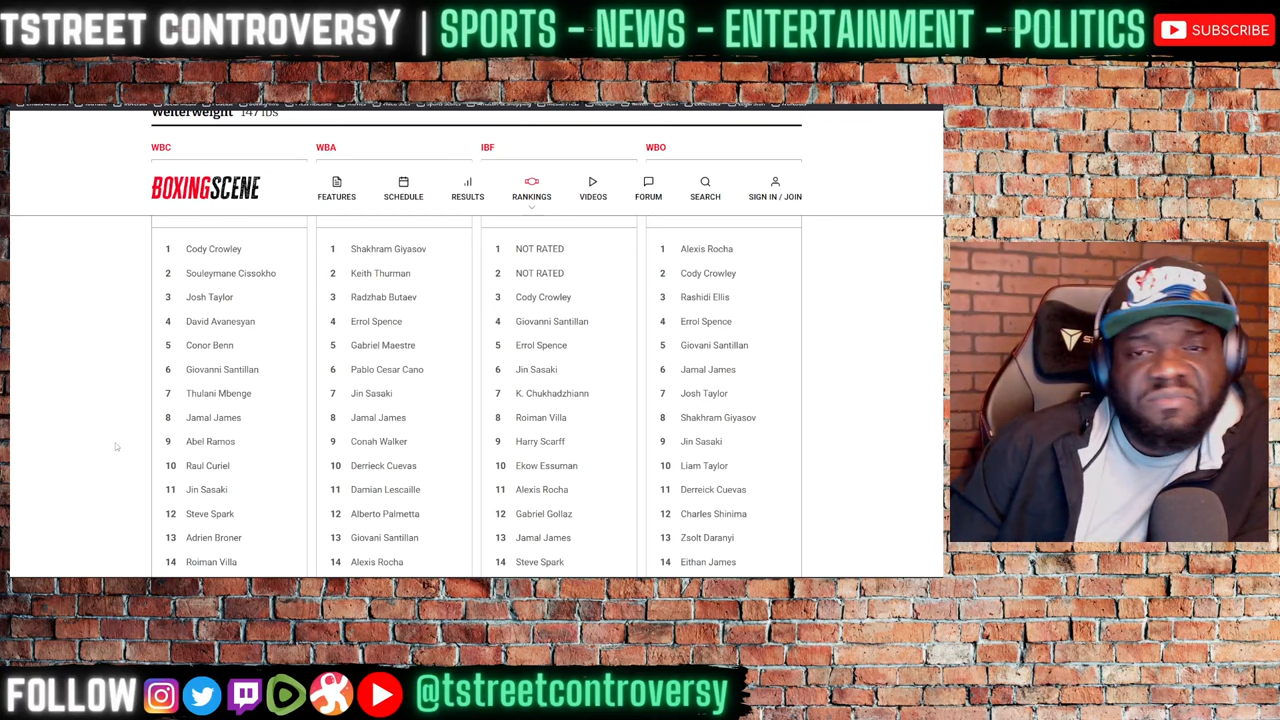 TSTREET CONTROVERSY | SPORTS - NEWS - ENTERTAINMENT - POLITICS SUBSCRIBE
Welterweight 147 lbs
WBC WBA IBF WBO
BOXINGSCENE FEATURES SCHEDULE RESULTS RANKINGS VIDEOS FORUM SEARCH SIGN IN / JOIN
1 Cody Crowley 1 Shakhram Giyasov 1 NOT RATED 1 Alexis Rocha
2 Souleymane Cissokho 2 Keith Thurman 2 NOT RATED 2 Cody Crowley
3 Josh Taylor 3 Radzhab Butaev 3 Cody Crowley 3 Rashidi Ellis
4 David Avanesyan 4 Errol Spence 4 Giovanni Santillan 4 Errol Spence
5 Conor Benn 5 Gabriel Maestre 5 Errol Spence 5 Giovani Santillan
6 Giovanni Santillan 6 Pablo Cesar Cano 6 Jin Sasaki 6 Jamal James
7 Thulani Mbenge 7 Jin Sasaki 7 K. Chukhadzhiann 7 Josh Taylor
8 Jamal James 8 Jamal James 8 Roiman Villa 8 Shakhram Giyasov
9 Abel Ramos 9 Conah Walker 9 Harry Scarff 9 Jin Sasaki
10 Raul Curiel 10 Derrieck Cuevas 10 Ekow Essuman 10 Liam Taylor
11 Jin Sasaki 11 Damian Lescaille 11 Alexis Rocha 11 Derreick Cuevas
12 Steve Spark 12 Alberto Palmetta 12 Gabriel Gollaz 12 Charles Shinima
13 Adrien Broner 13 Giovani Santillan 13 Jamal James 13 Zsolt Daranyi
14 Roiman Villa 14 Alexis Rocha 14 Steve Spark 14 Eithan James
FOLLOW @tstreetcontroversy